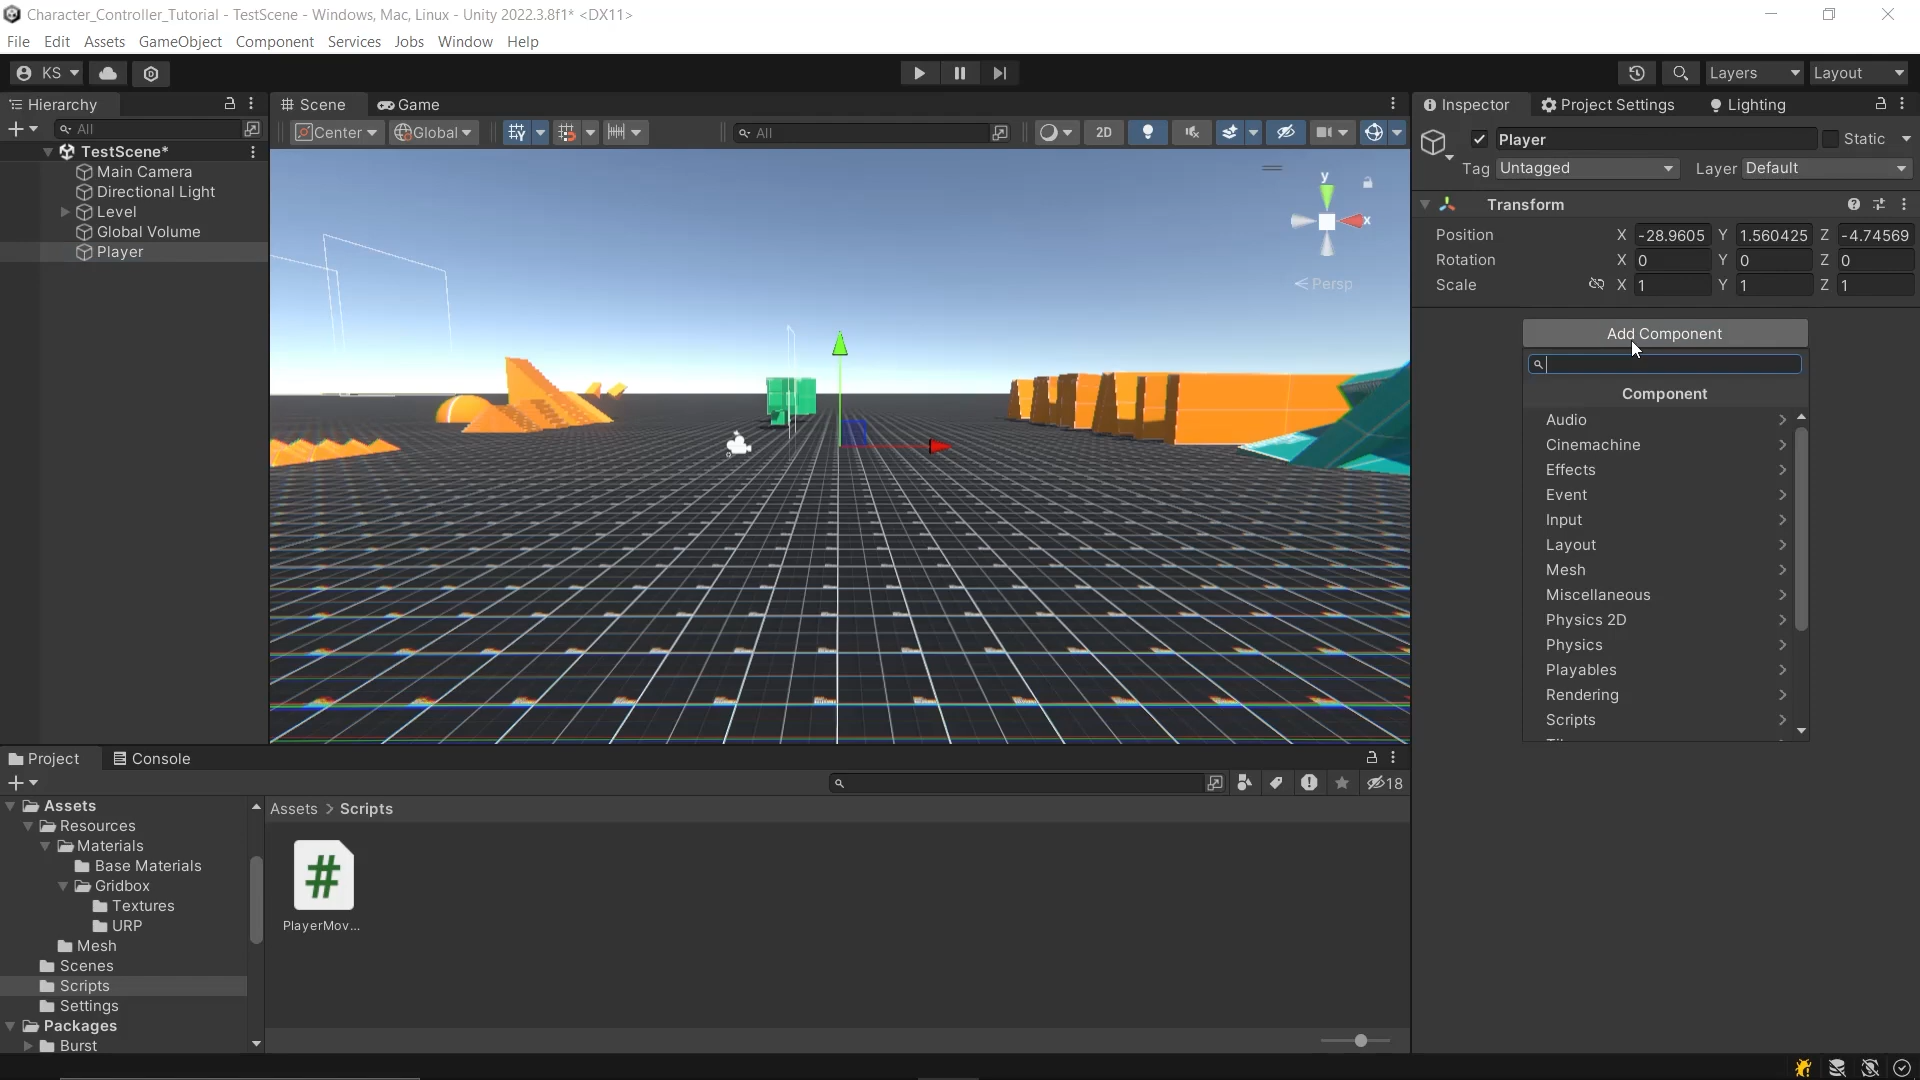 Character_Controller_Tutorial - TestScene - Windows, Mac, Linux - Unity 2022.3.8f1* <DX11>
File Edit Assets GameObject Component Services Jobs Window Help
KS Layers Layout
Hierarchy
All
TestScene*
Main Camera
Directional Light
Level
Global Volume
Player
Scene Game
Center Global All 2D
y
x
Persp
Inspector Project Settings Lighting
Player Static
Tag Untagged Layer Default
Transform
Position X -28.9605 Y 1.560425 Z -4.74569
Rotation X 0 Y 0 Z 0
Scale X 1 Y 1 Z 1
Add Component
Component
Audio
Cinemachine
Effects
Event
Input
Layout
Mesh
Miscellaneous
Physics 2D
Physics
Playables
Rendering
Scripts
Project Console
18
Assets
Resources
Materials
Base Materials
Gridbox
Textures
URP
Mesh
Scenes
Scripts
Settings
Packages
Burst
Assets > Scripts
PlayerMov...